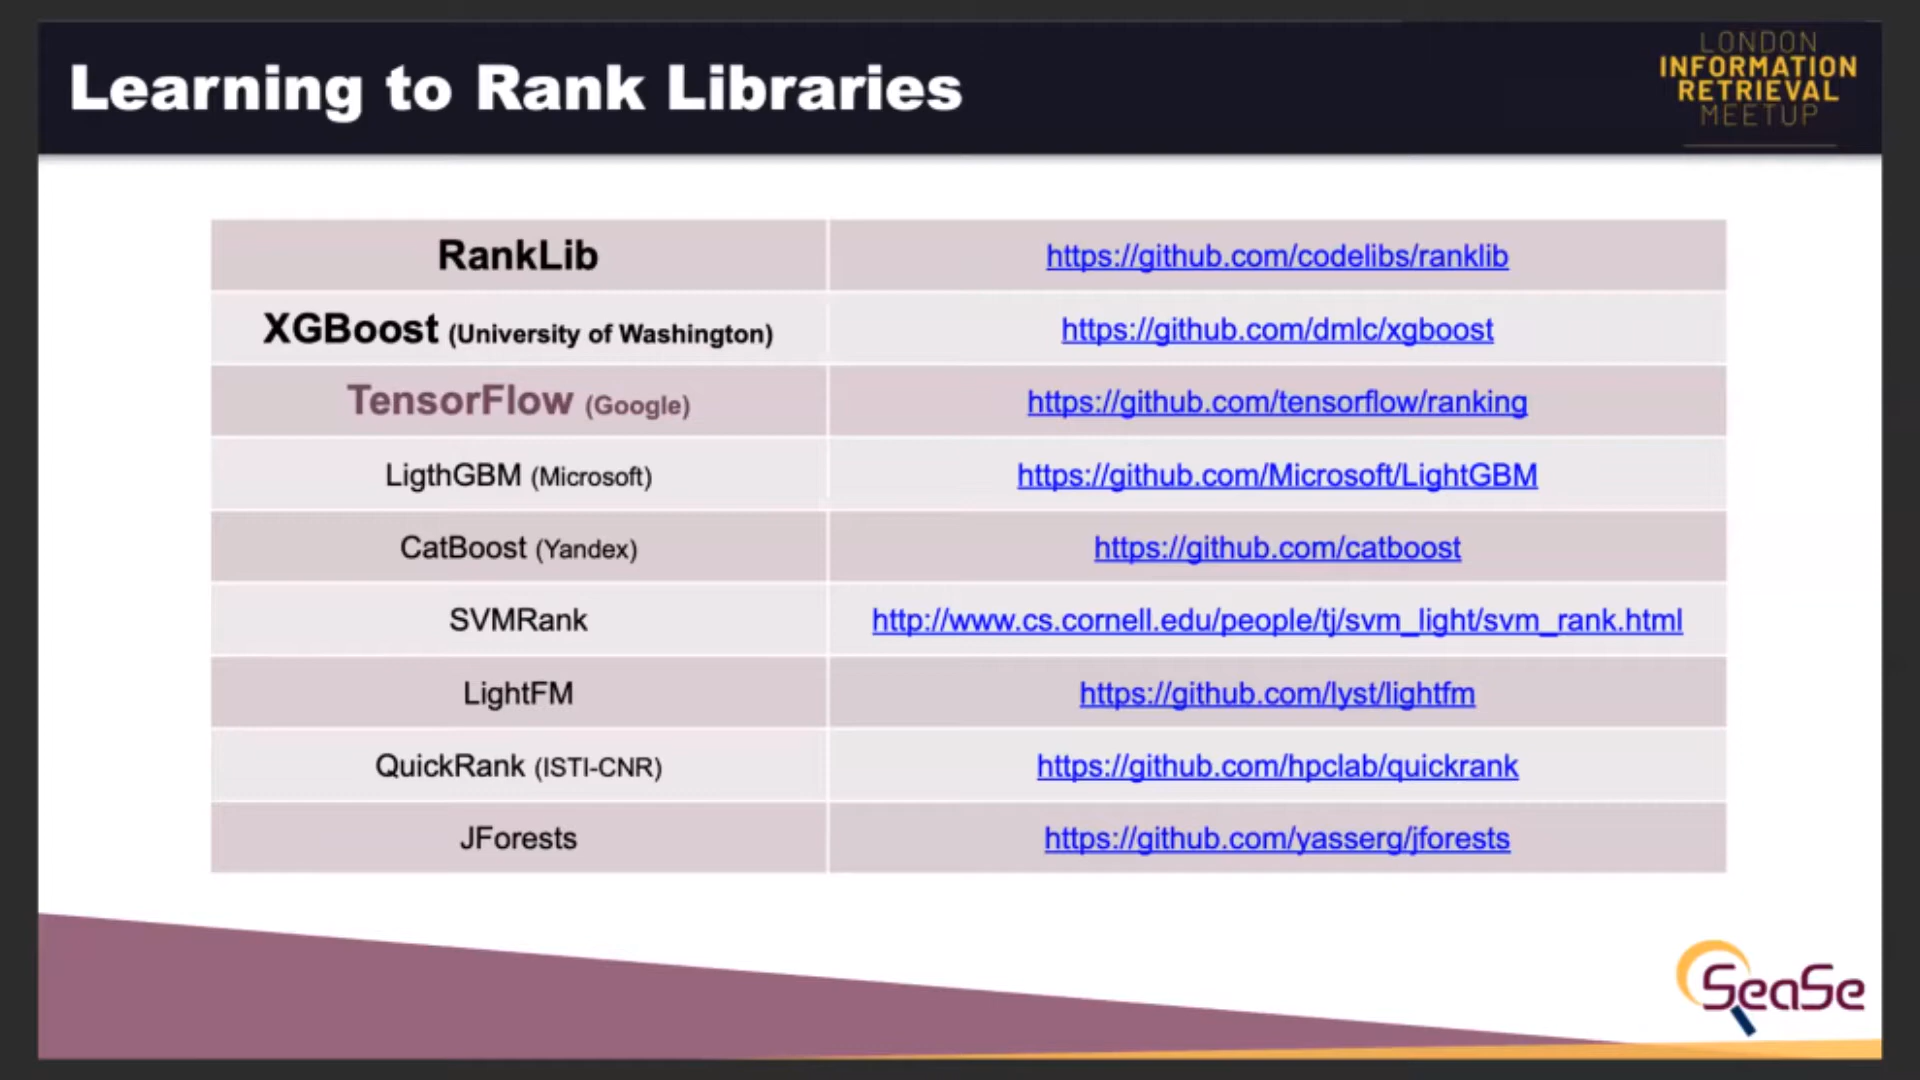 Learning to Rank Libraries
LONDON
INFORMATION
RETRIEVAL
MEETUP
RankLib https://github.com/codelibs/ranklib
XGBoost (University of Washington) https://github.com/dmlc/xgboost
TensorFlow (Google) https://github.com/tensorflow/ranking
LigthGBM (Microsoft) https://github.com/Microsoft/LightGBM
CatBoost (Yandex) https://github.com/catboost
SVMRank http://www.cs.cornell.edu/people/tj/svm_light/svm_rank.html
LightFM https://github.com/lyst/lightfm
QuickRank (ISTI-CNR) https://github.com/hpclab/quickrank
JForests https://github.com/yasserg/jforests
SeaSe